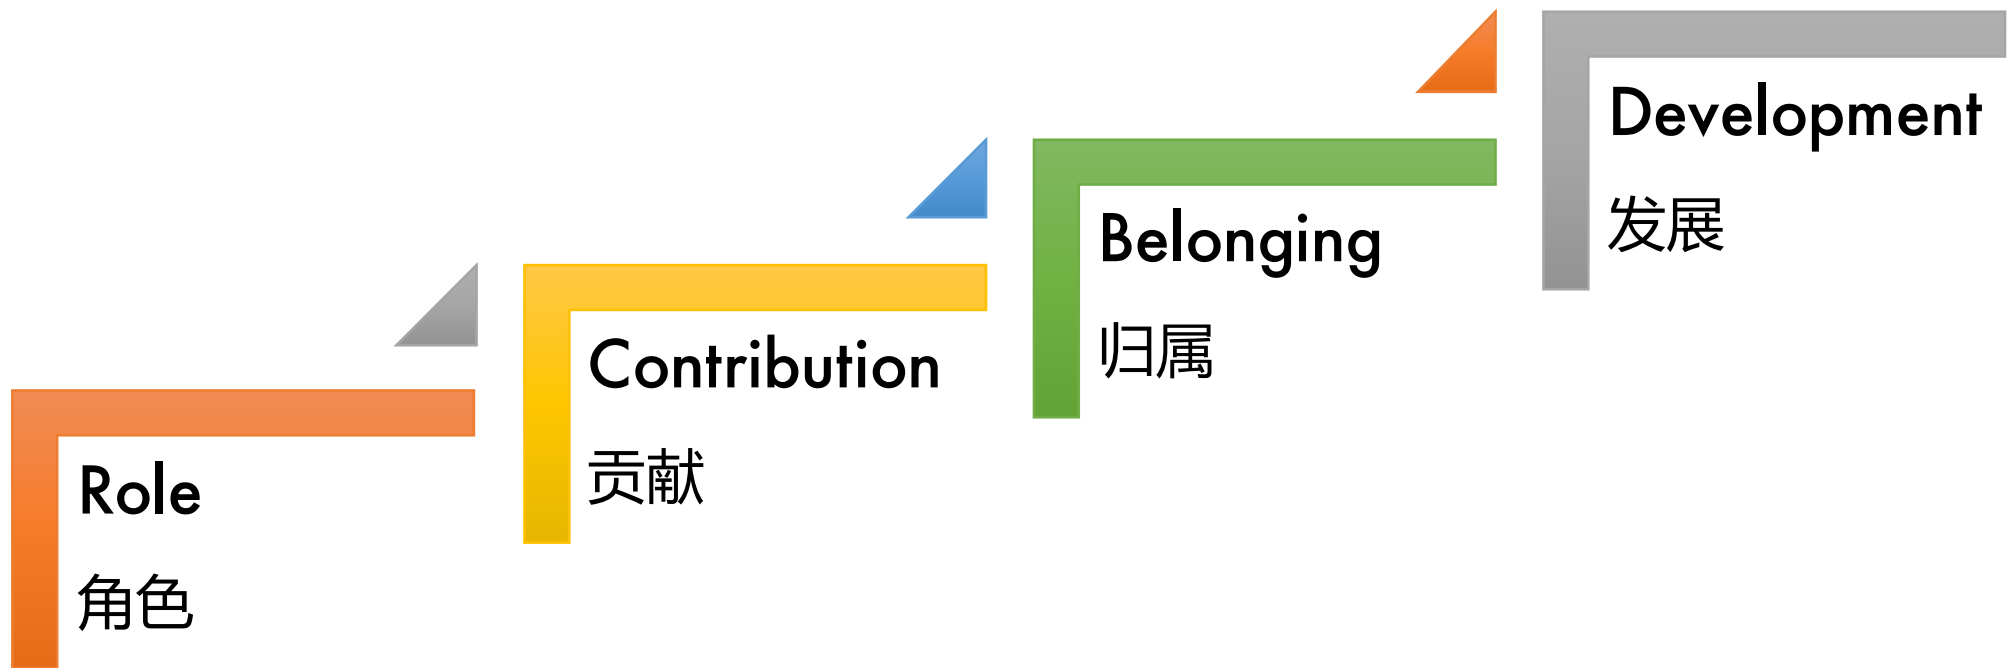 Role
角色
Contribution
贡献
Belonging
归属
Development
发展